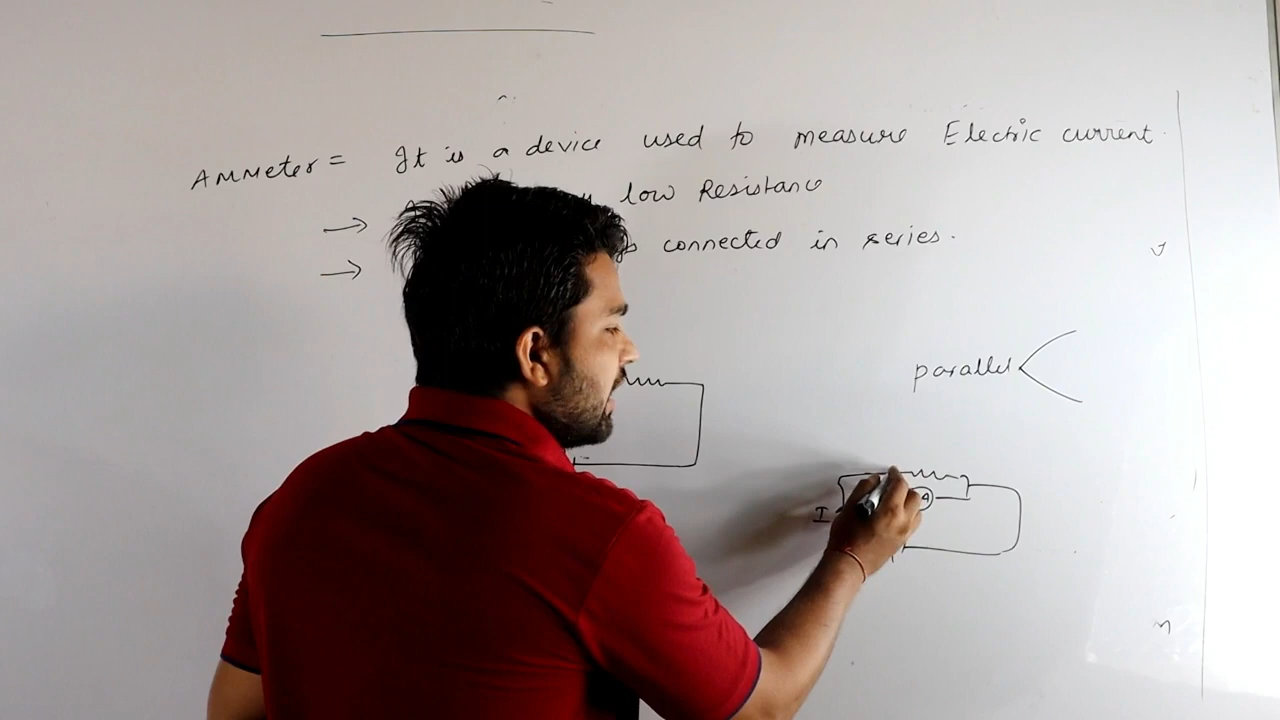 AMMeter = It is a device used to measure Electric current.
→ low Resistance
→ connected in series.
parallel
I
A